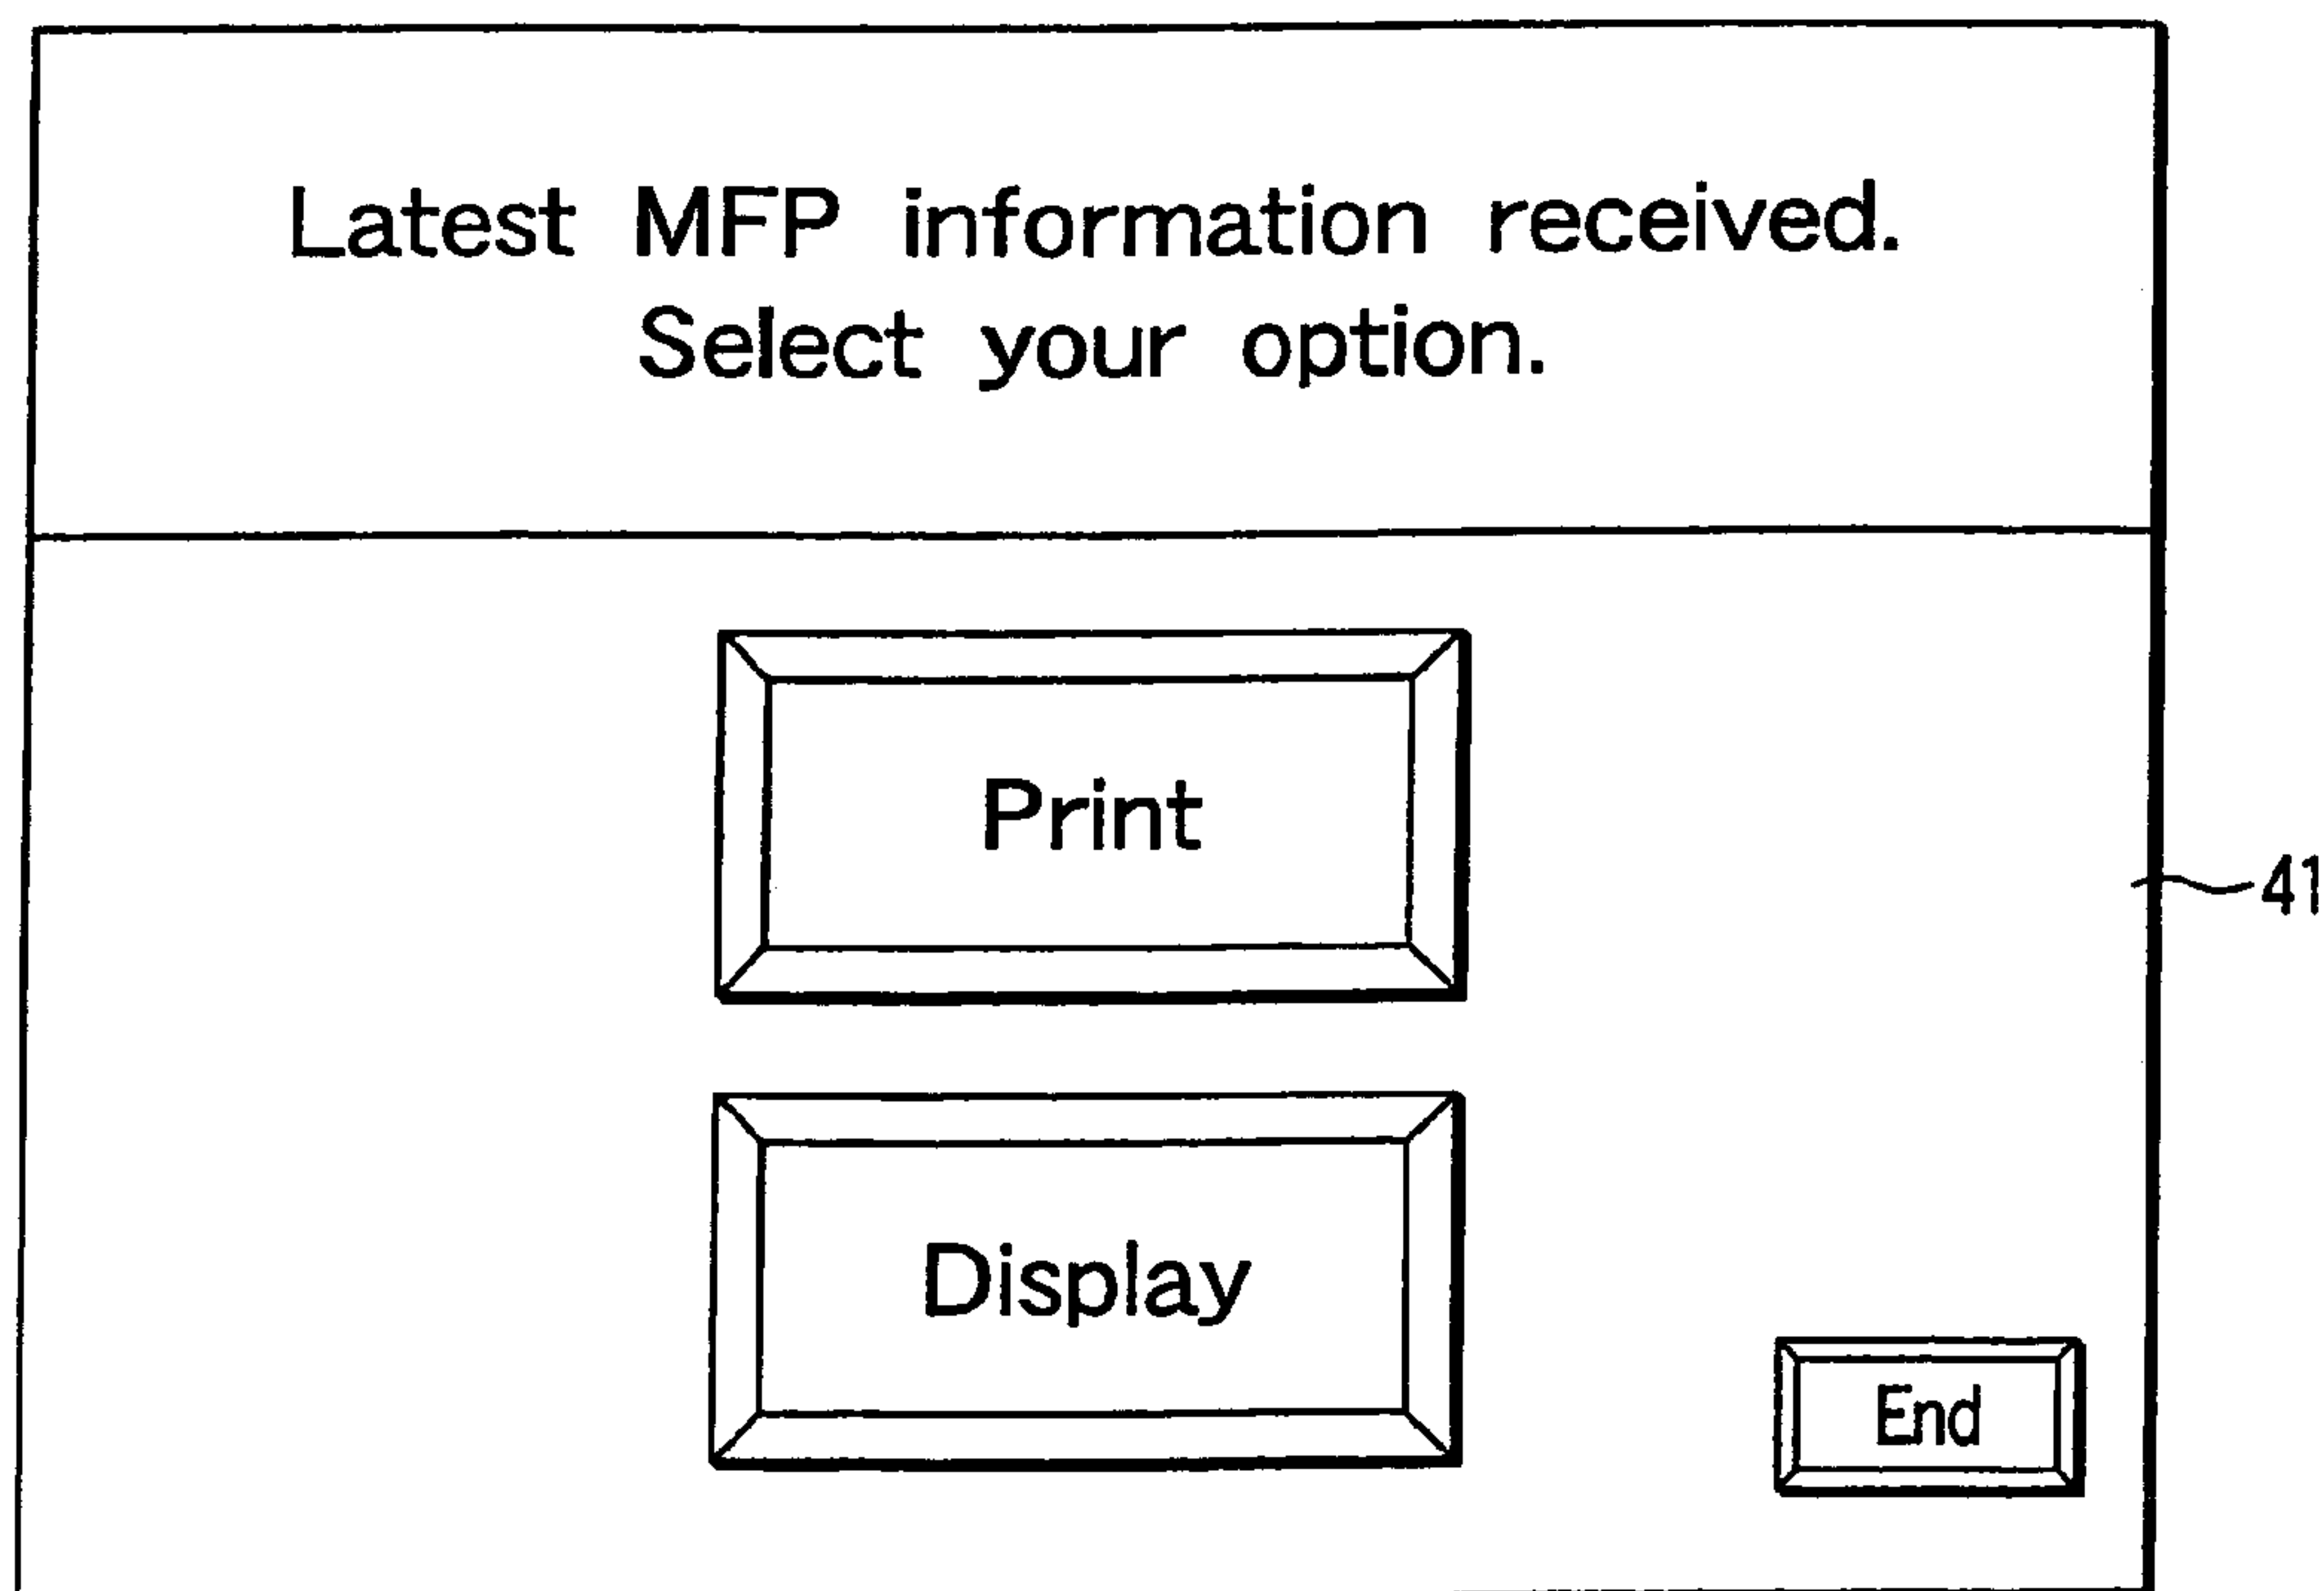 Latest MFP information received.
Select your option.
Print
41
Display
End